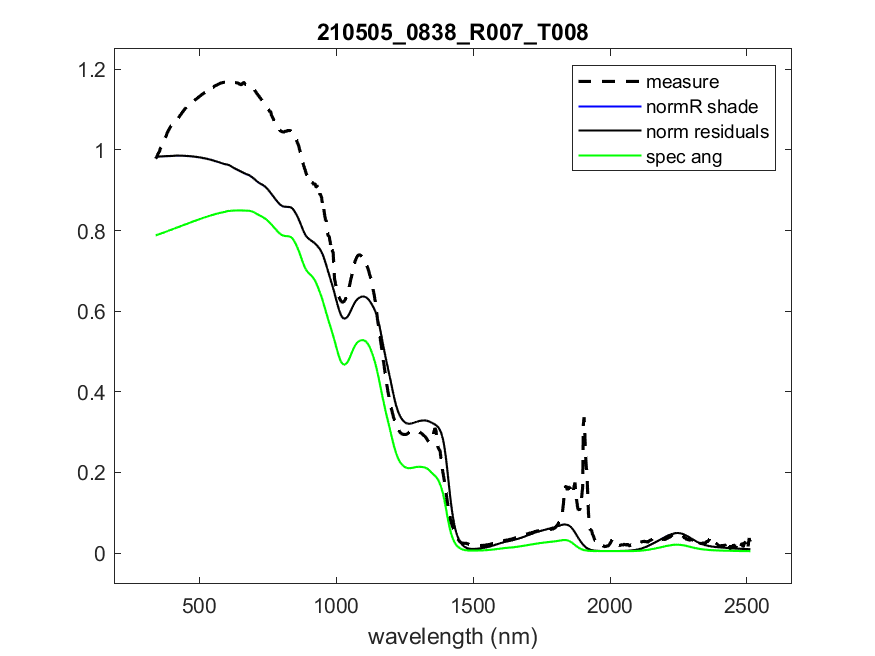 210505_0838_R007_T008
1.2
1
0.8
0.6
0.4
0.2
0
measure
normR shade
norm residuals
spec ang
500
1000
1500
2000
2500
wavelength (nm)